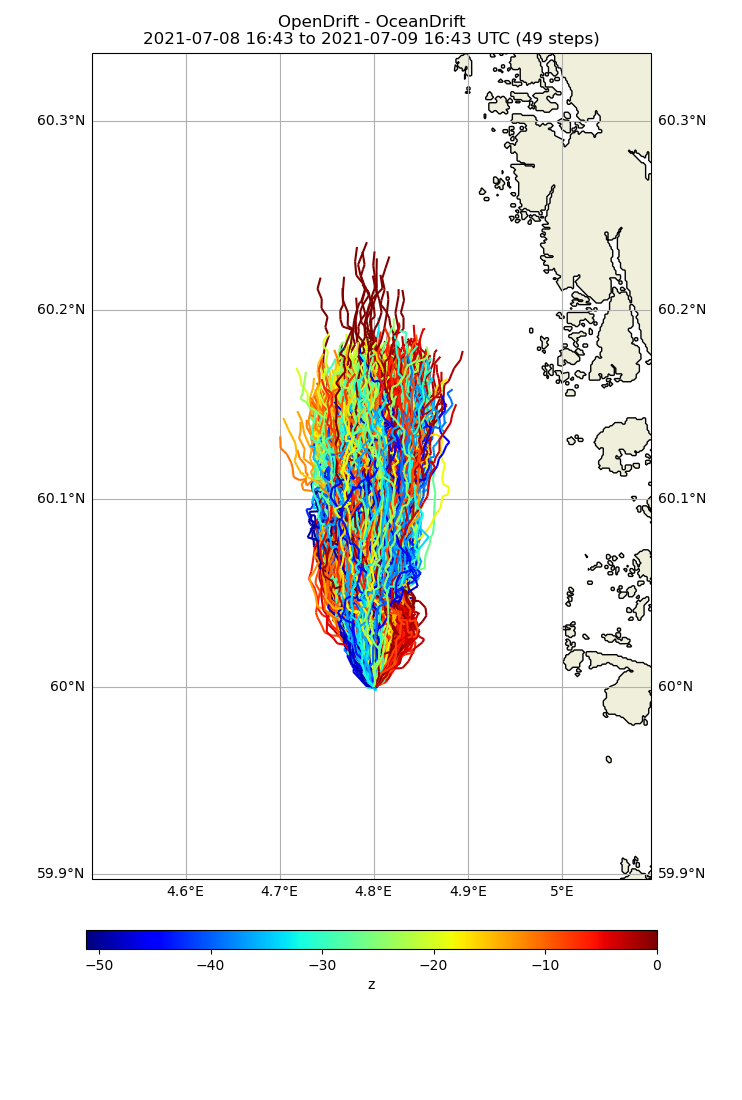 OpenDrift - OceanDrift
2021-07-08 16:43 to 2021-07-09 16:43 UTC (49 steps)
60.3°N 60.3°N
60.2°N 60.2°N
60.1°N 60.1°N
60°N 60°N
59.9°N 59.9°N
4.6°E 4.7°E 4.8°E 4.9°E 5°E
−50 −40 −30 −20 −10 0
z